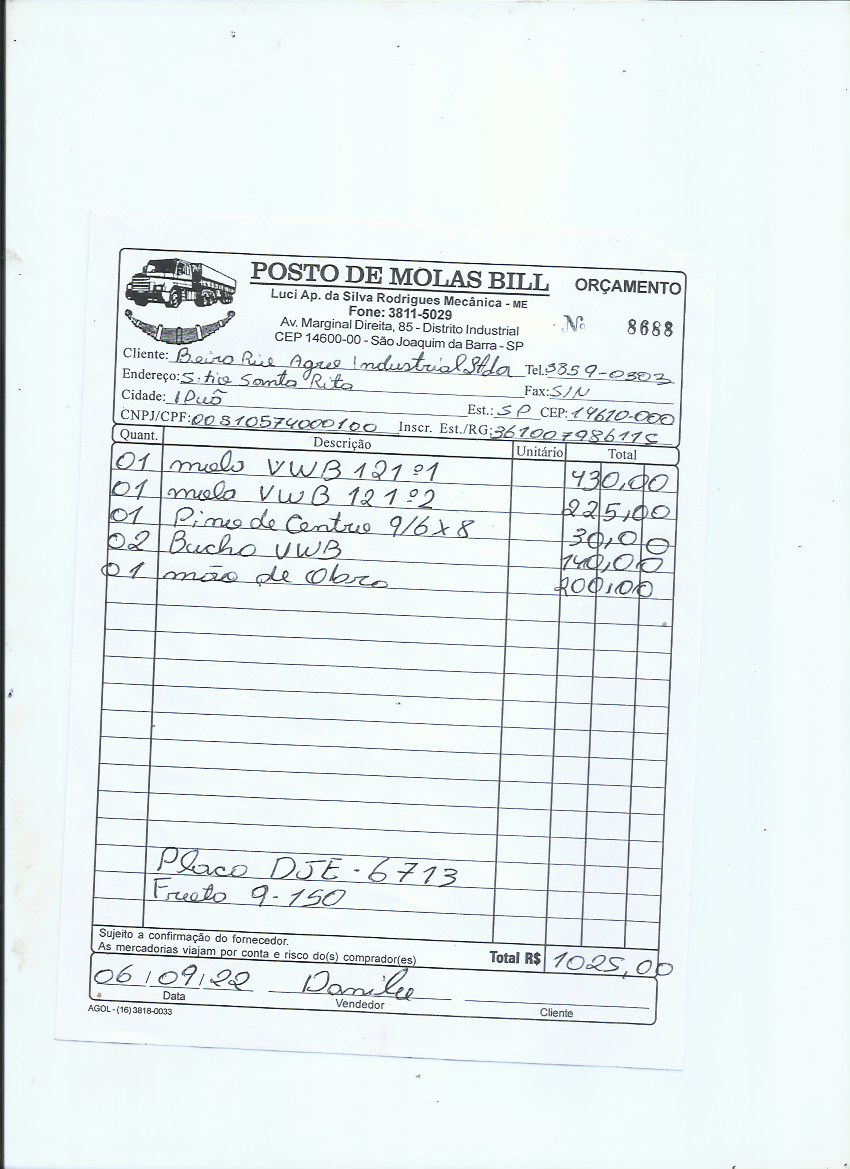 POSTO DE MOLAS BILL
ORÇAMENTO
Luci Ap. da Silva Rodrigues Mecânica - ME
Fone: 3811-5029
Av. Marginal Direita, 85 - Distrito Industrial
CEP 14600-00 - São Joaquim da Barra - SP
Nº 8688
Cliente: Beira Rio Agro Industrial Ltda Tel. 3859-0303
Endereço: Sitio Santa Rita Fax: S/N
Cidade: IPuã Est.: SP CEP: 14610-000
CNPJ/CPF: 00310574000100 Inscr. Est./RG: 361007986115
Quant. Descrição Unitário Total
01 mola VWB 121 º1 430,00
01 mola VWB 121 º2 225,00
01 Pino de Centro 9/6 x 8 30,00
02 Bucha VWB 140,00
01 mão de Obra 200,00
Placa DJE-6713
Frota 9-150
Sujeito a confirmação do fornecedor.
As mercadorias viajam por conta e risco do(s) comprador(es)
Total R$ 1025,00
06/09/22 Danilo
Data Vendedor Cliente
AGOL - (16) 3818-0033